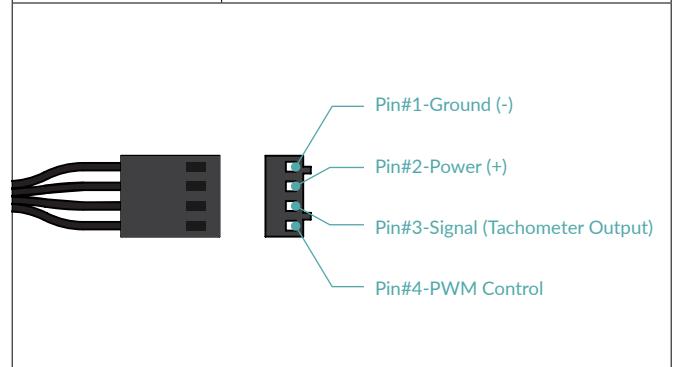 Pin#1-Ground (-)
Pin#2-Power (+)
Pin#3-Signal (Tachometer Output)
Pin#4-PWM Control